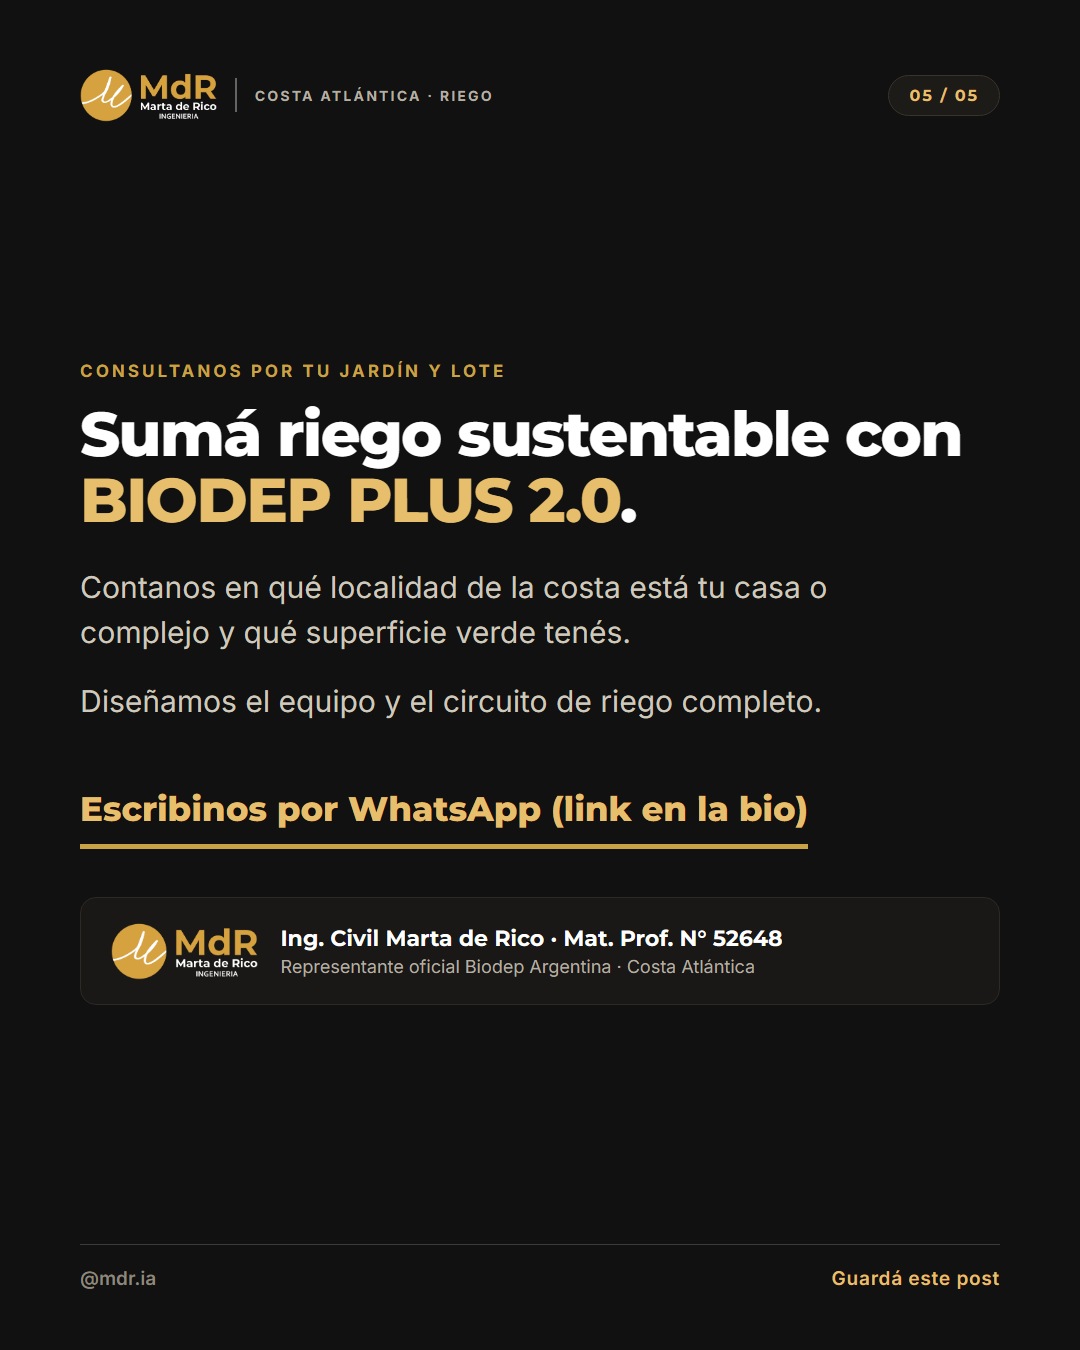 MdR
Marta de Rico
INGENIERIA
COSTA ATLÁNTICA · RIEGO
05 / 05
CONSULTANOS POR TU JARDÍN Y LOTE
Sumá riego sustentable con
BIODEP PLUS 2.0.
Contanos en qué localidad de la costa está tu casa o
complejo y qué superficie verde tenés.
Diseñamos el equipo y el circuito de riego completo.
Escribinos por WhatsApp (link en la bio)
MdR
Marta de Rico
INGENIERIA
Ing. Civil Marta de Rico · Mat. Prof. N° 52648
Representante oficial Biodep Argentina · Costa Atlántica
@mdr.ia
Guardá este post